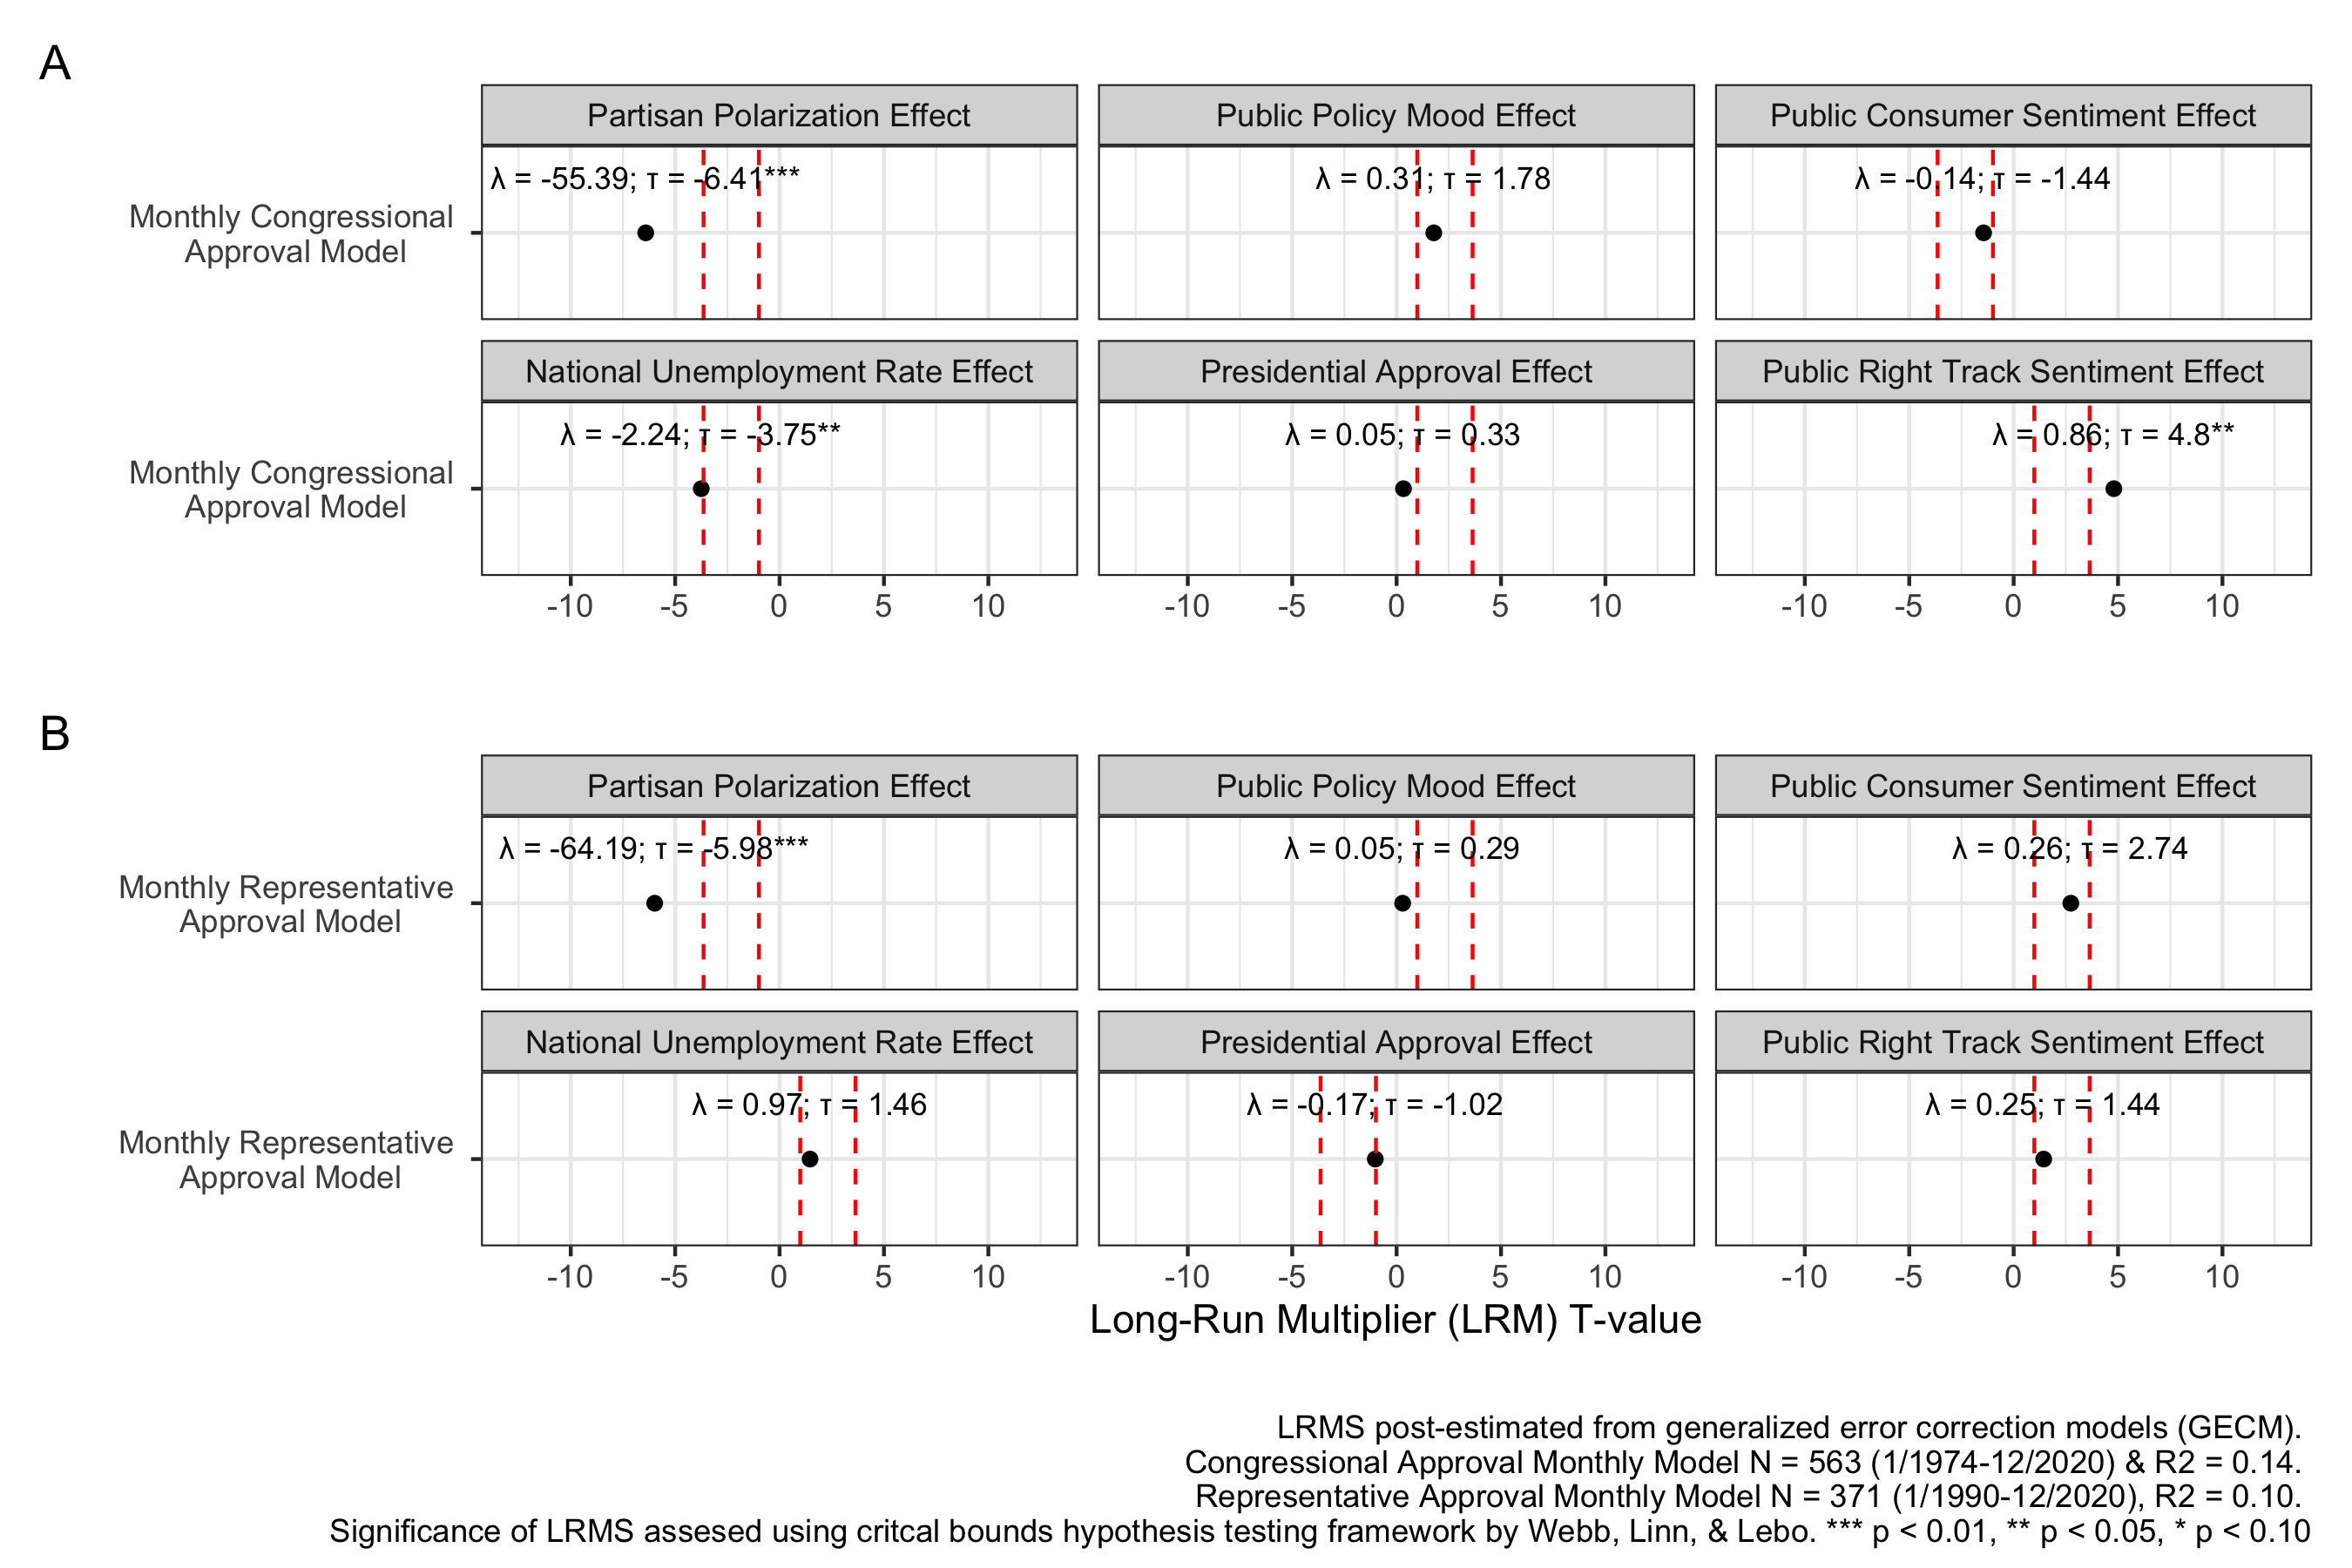 A
Partisan Polarization Effect
Public Policy Mood Effect
Public Consumer Sentiment Effect
Monthly Congressional
Approval Model
λ = -55.39; τ = -6.41***
λ = 0.31; τ = 1.78
λ = -0.14; τ = -1.44
National Unemployment Rate Effect
Presidential Approval Effect
Public Right Track Sentiment Effect
Monthly Congressional
Approval Model
λ = -2.24; τ = -3.75**
λ = 0.05; τ = 0.33
λ = 0.86; τ = 4.8**
-10 -5 0 5 10
-10 -5 0 5 10
-10 -5 0 5 10
B
Partisan Polarization Effect
Public Policy Mood Effect
Public Consumer Sentiment Effect
Monthly Representative
Approval Model
λ = -64.19; τ = -5.98***
λ = 0.05; τ = 0.29
λ = 0.26; τ = 2.74
National Unemployment Rate Effect
Presidential Approval Effect
Public Right Track Sentiment Effect
Monthly Representative
Approval Model
λ = 0.97; τ = 1.46
λ = -0.17; τ = -1.02
λ = 0.25; τ = 1.44
-10 -5 0 5 10
-10 -5 0 5 10
-10 -5 0 5 10
Long-Run Multiplier (LRM) T-value
LRMS post-estimated from generalized error correction models (GECM).
Congressional Approval Monthly Model N = 563 (1/1974-12/2020) & R2 = 0.14.
Representative Approval Monthly Model N = 371 (1/1990-12/2020), R2 = 0.10.
Significance of LRMS assesed using critcal bounds hypothesis testing framework by Webb, Linn, & Lebo. *** p < 0.01, ** p < 0.05, * p < 0.10